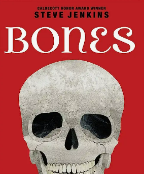 CALDECOTT HONOR AWARD WINNER
STEVE JENKINS
BONES